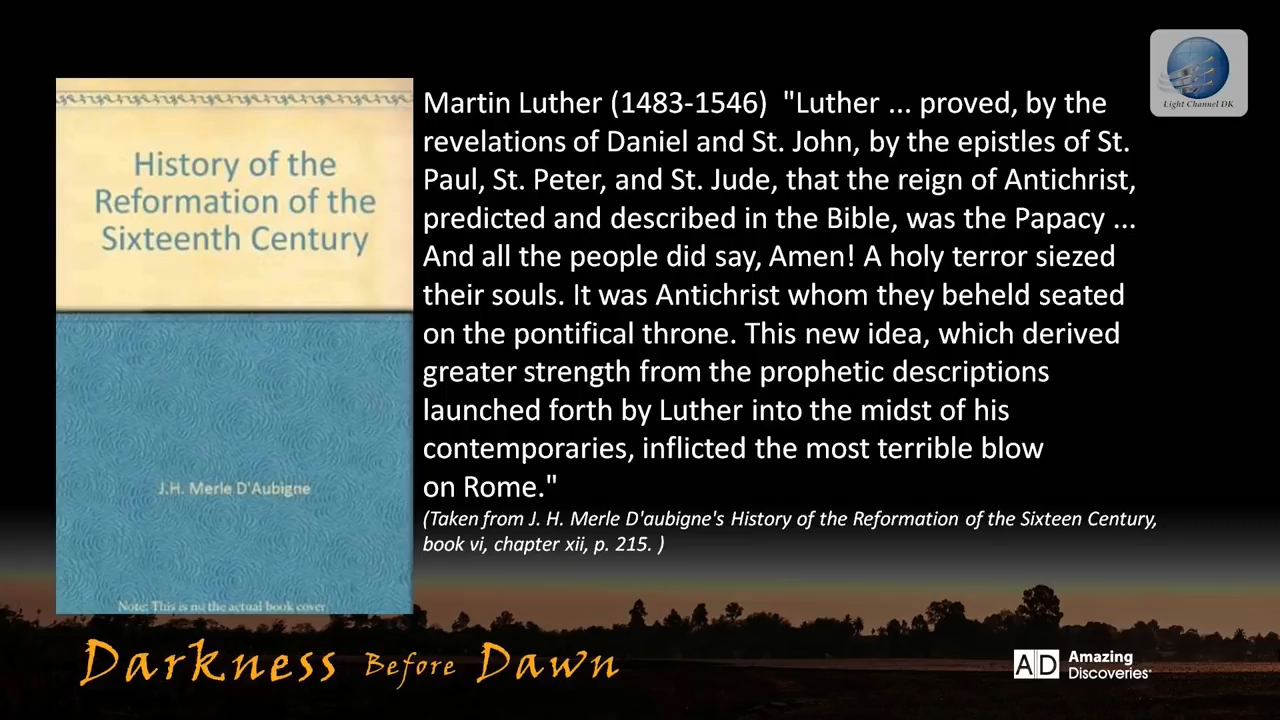 Light Channel DK
History of the
Reformation of the
Sixteenth Century
J.H. Merle D'Aubigne
Note: This is not the actual book cover
Martin Luther (1483-1546) "Luther ... proved, by the
revelations of Daniel and St. John, by the epistles of St.
Paul, St. Peter, and St. Jude, that the reign of Antichrist,
predicted and described in the Bible, was the Papacy ...
And all the people did say, Amen! A holy terror siezed
their souls. It was Antichrist whom they beheld seated
on the pontifical throne. This new idea, which derived
greater strength from the prophetic descriptions
launched forth by Luther into the midst of his
contemporaries, inflicted the most terrible blow
on Rome."
(Taken from J. H. Merle D'aubigne's History of the Reformation of the Sixteen Century,
book vi, chapter xii, p. 215. )
Darkness Before Dawn
AD Amazing
Discoveries